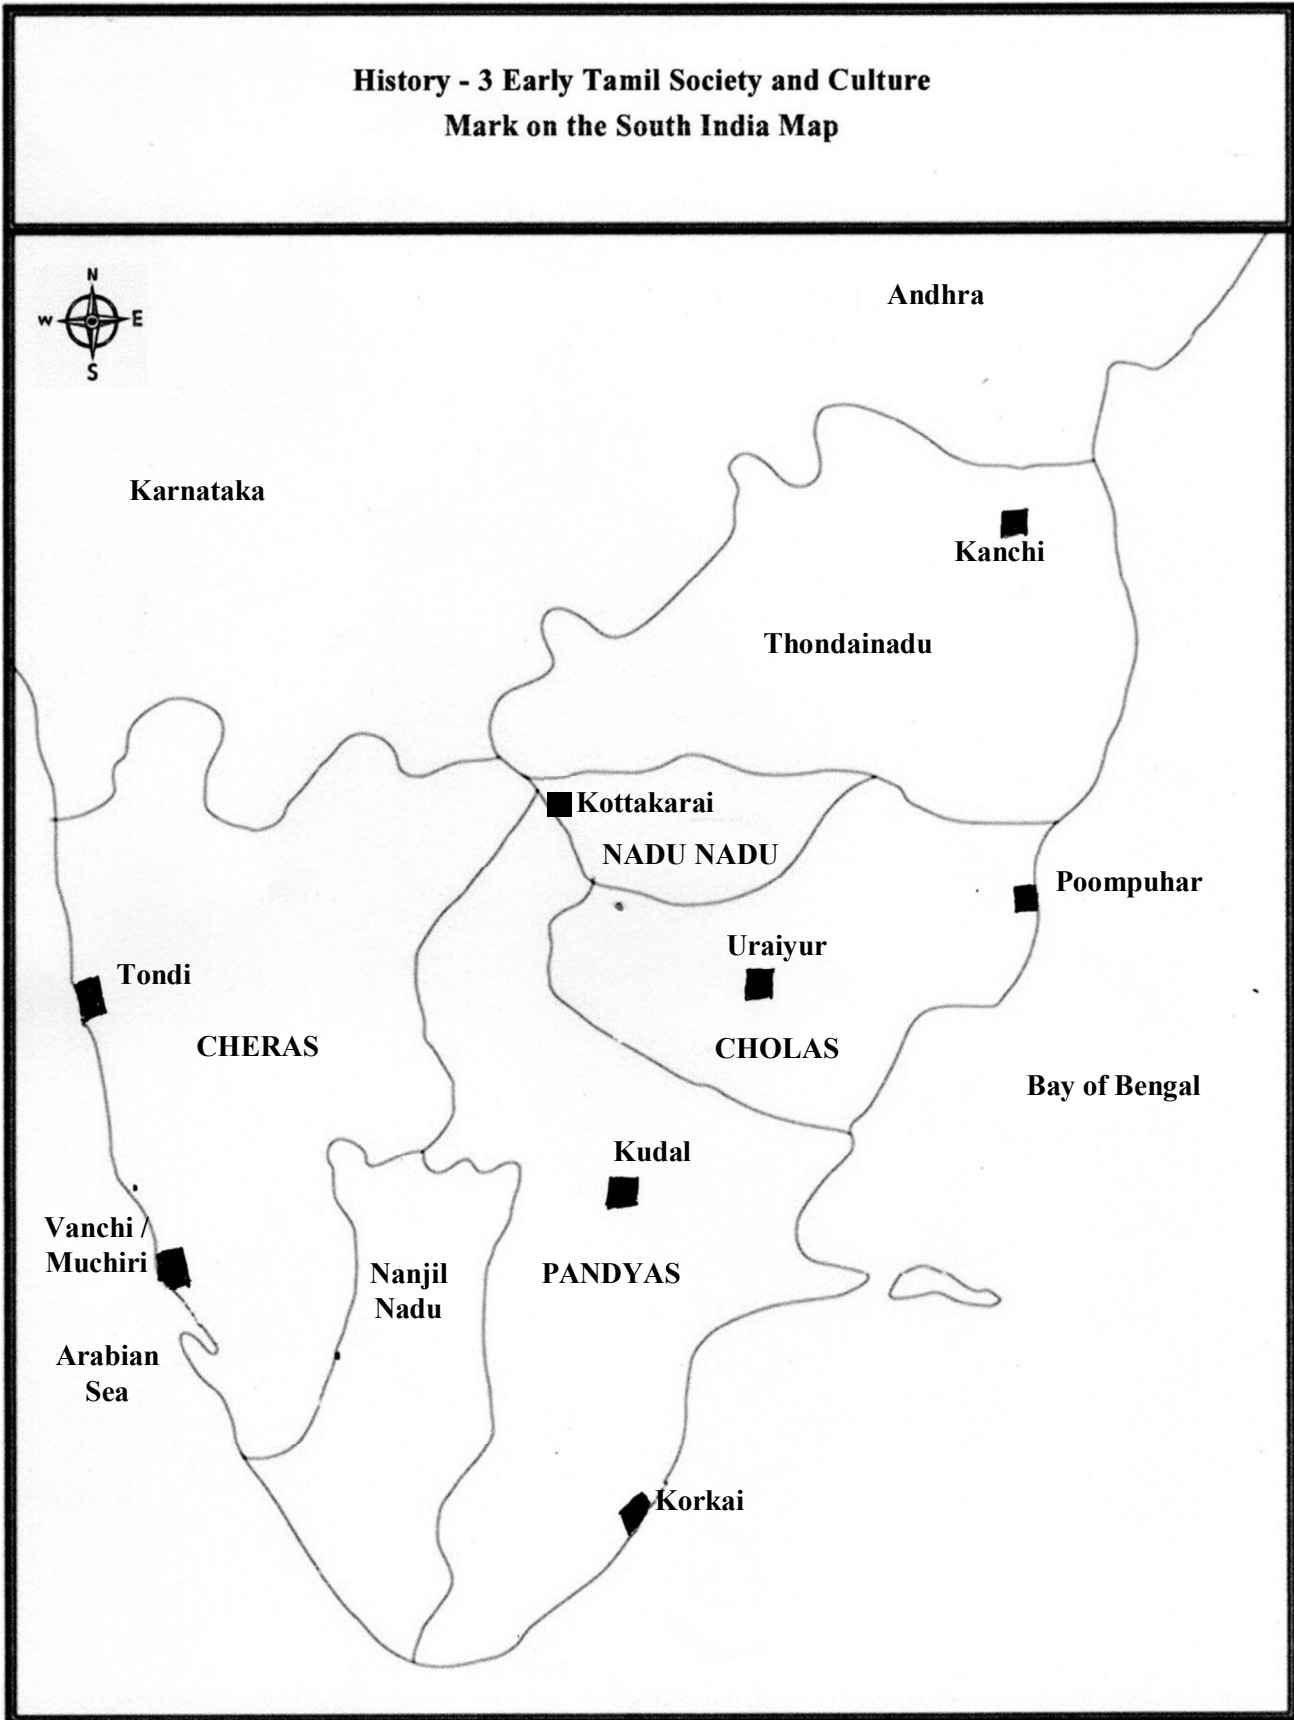 History - 3 Early Tamil Society and Culture
Mark on the South India Map
N
W E
S
Andhra
Karnataka
Kanchi
Thondainadu
Kottakarai
NADU NADU
Poompuhar
Uraiyur
Tondi
CHERAS
CHOLAS
Bay of Bengal
Kudal
Vanchi /
Muchiri
Nanjil
Nadu
PANDYAS
Arabian
Sea
Korkai